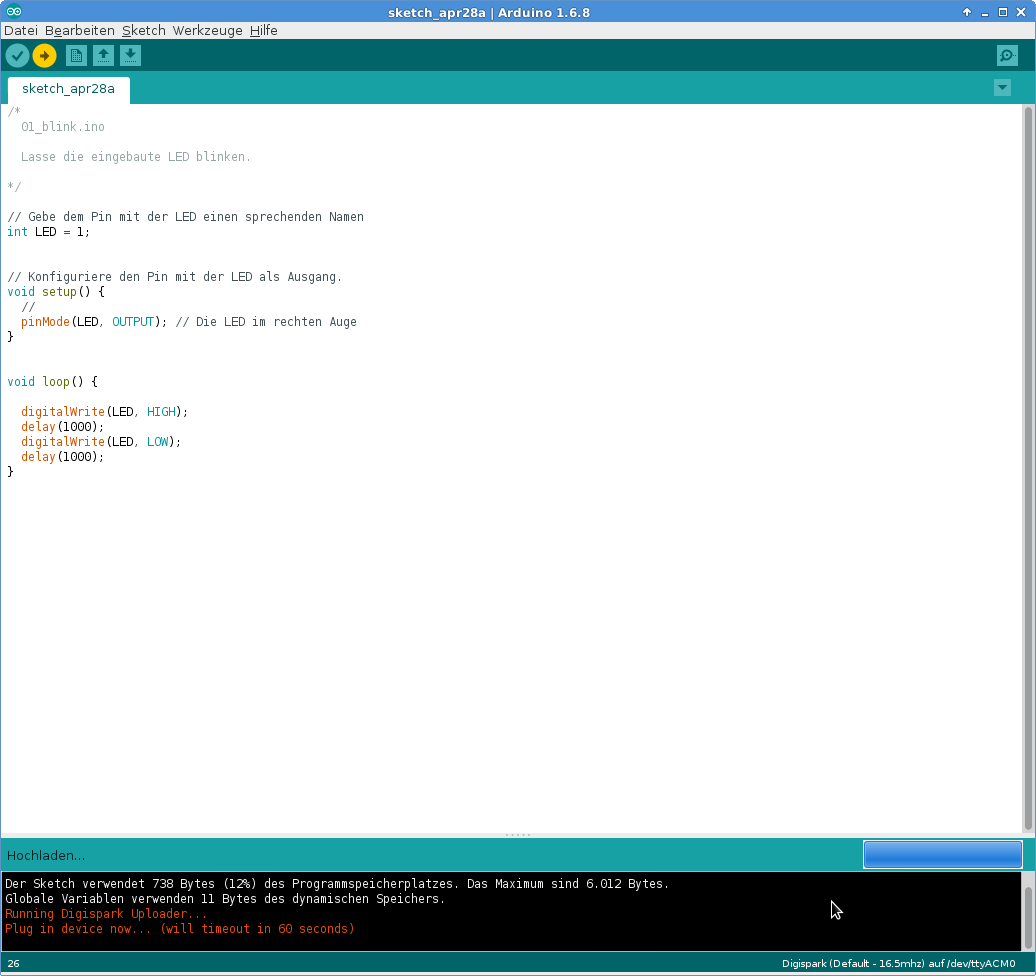 sketch_apr28a | Arduino 1.6.8
Datei Bearbeiten Sketch Werkzeuge Hilfe
sketch_apr28a
/*
  01_blink.ino
  Lasse die eingebaute LED blinken.
*/
// Gebe dem Pin mit der LED einen sprechenden Namen
int LED = 1;
// Konfiguriere den Pin mit der LED als Ausgang.
void setup() {
  //
  pinMode(LED, OUTPUT); // Die LED im rechten Auge
}
void loop() {
  digitalWrite(LED, HIGH);
  delay(1000);
  digitalWrite(LED, LOW);
  delay(1000);
}
Hochladen...
Der Sketch verwendet 738 Bytes (12%) des Programmspeicherplatzes. Das Maximum sind 6.012 Bytes.
Globale Variablen verwenden 11 Bytes des dynamischen Speichers.
Running Digispark Uploader...
Plug in device now... (will timeout in 60 seconds)
26 Digispark (Default - 16.5mhz) auf /dev/ttyACM0